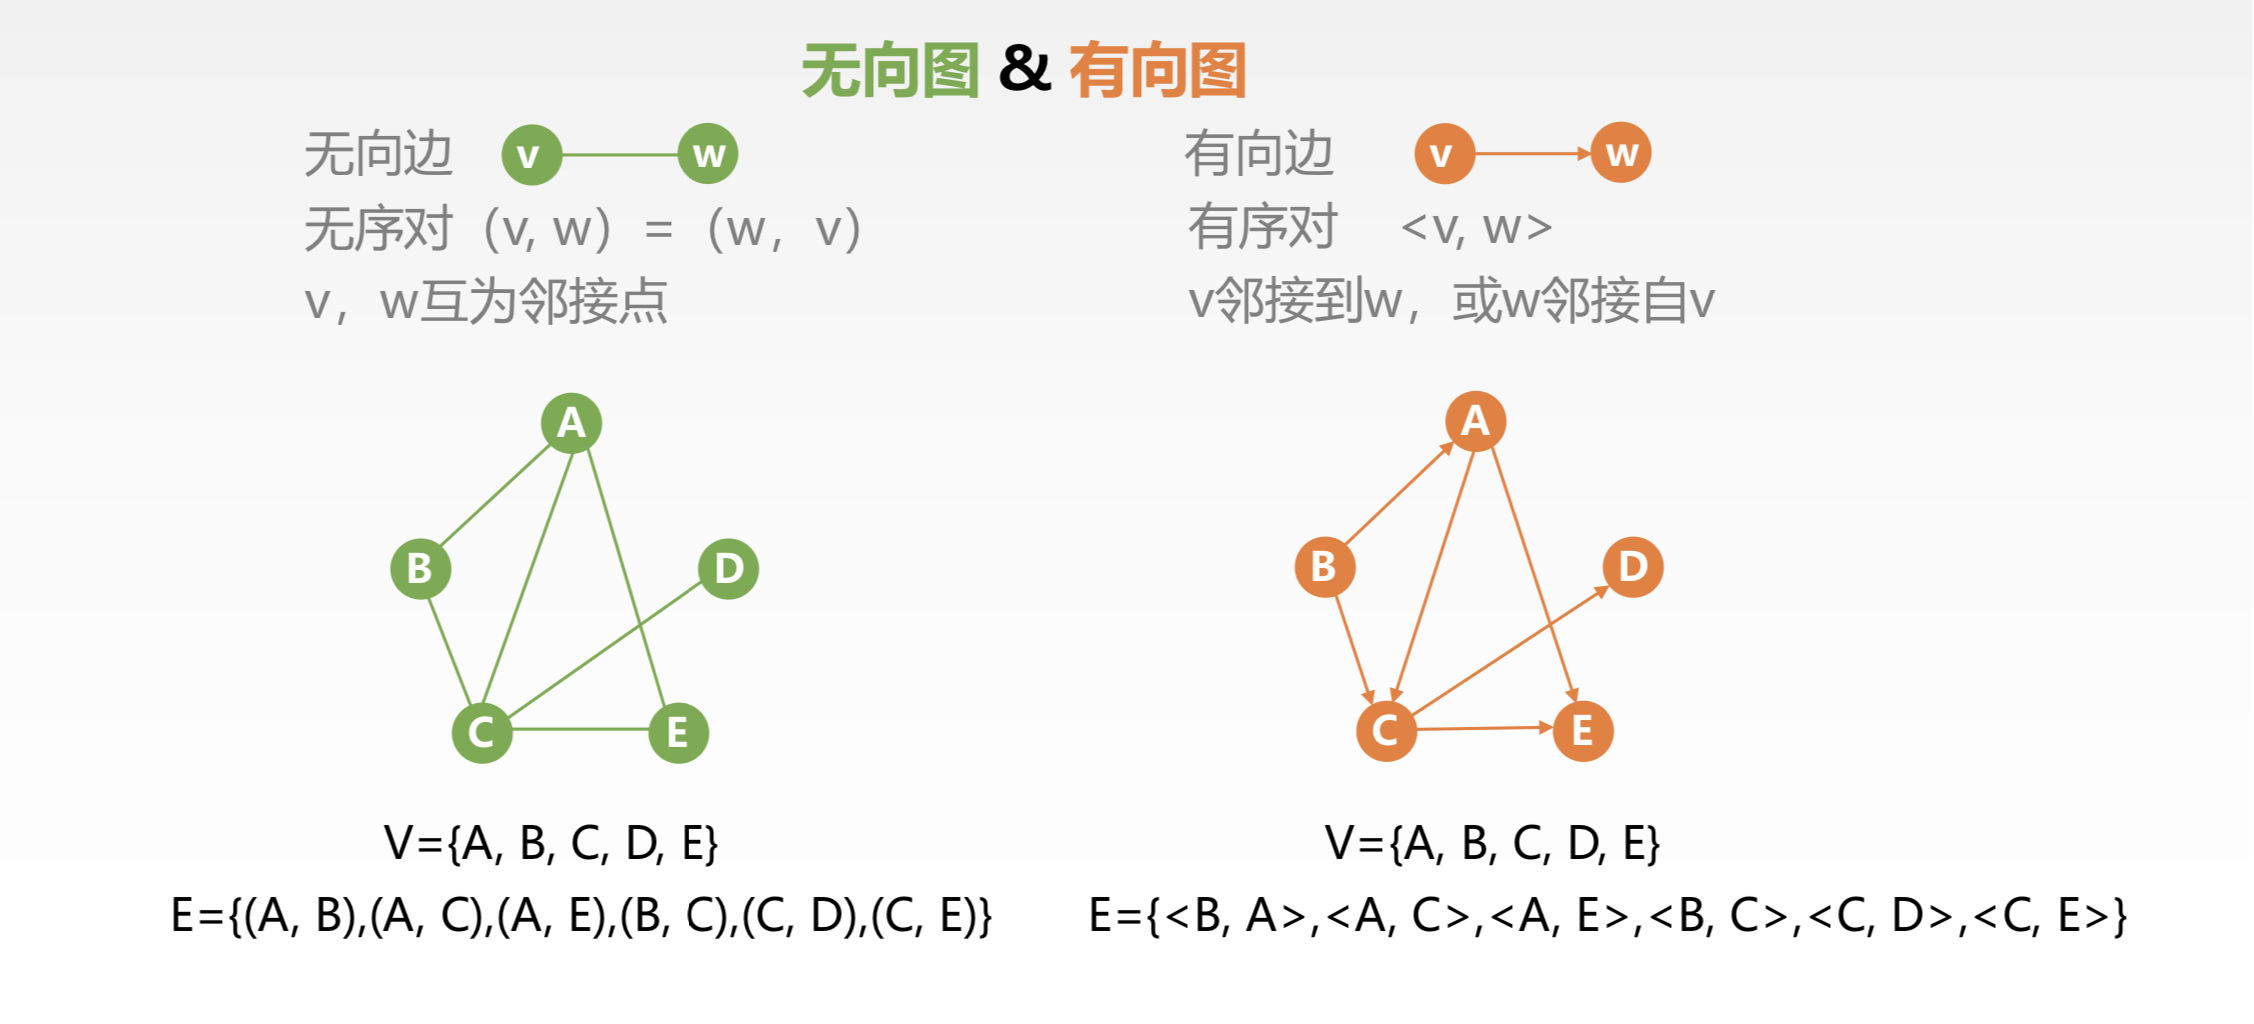 无向图 & 有向图
无向边 v w
无序对（v, w）=（w，v）
v，w互为邻接点
A
B
D
C
E
V={A, B, C, D, E}
E={(A, B),(A, C),(A, E),(B, C),(C, D),(C, E)}
有向边 v w
有序对 <v, w>
v邻接到w，或w邻接自v
A
B
D
C
E
V={A, B, C, D, E}
E={<B, A>,<A, C>,<A, E>,<B, C>,<C, D>,<C, E>}